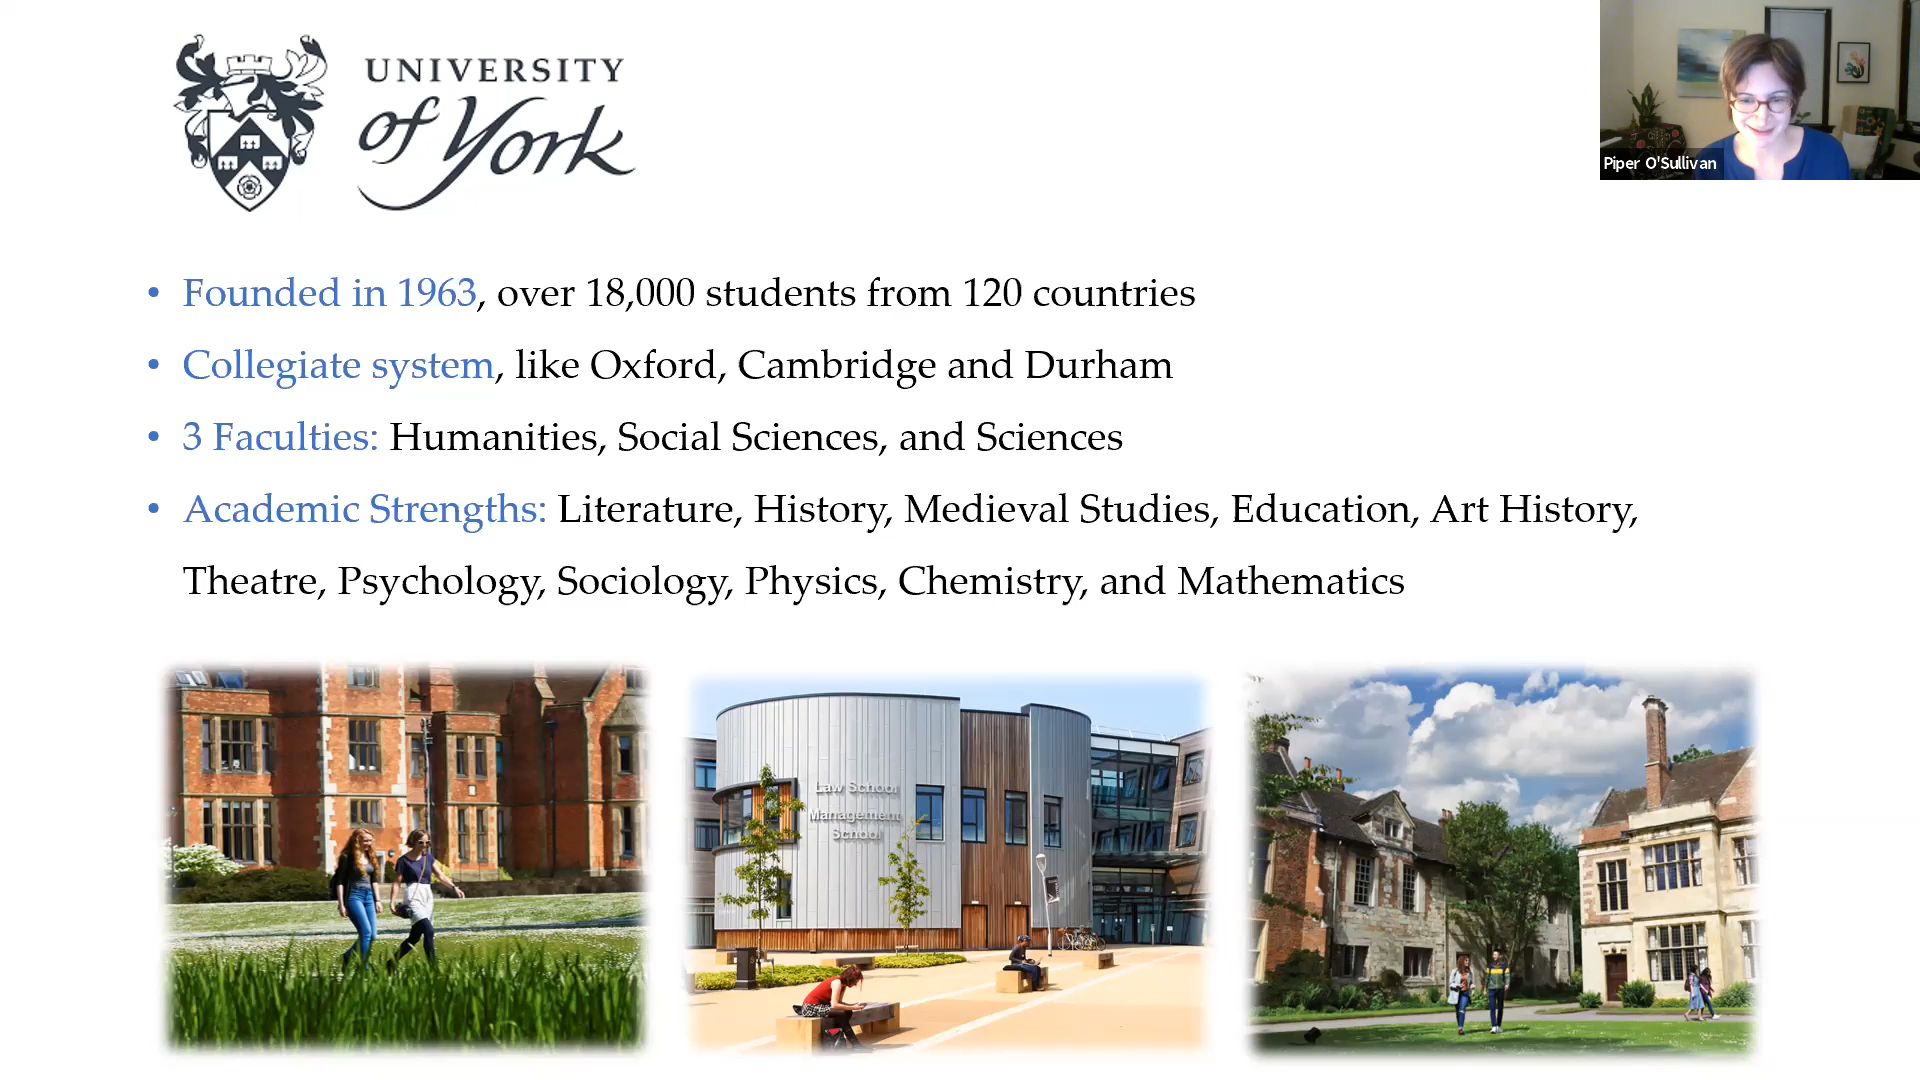 UNIVERSITY
of York
Piper O'Sullivan
• Founded in 1963, over 18,000 students from 120 countries
• Collegiate system, like Oxford, Cambridge and Durham
• 3 Faculties: Humanities, Social Sciences, and Sciences
• Academic Strengths: Literature, History, Medieval Studies, Education, Art History,
Theatre, Psychology, Sociology, Physics, Chemistry, and Mathematics
Law School
Management
School